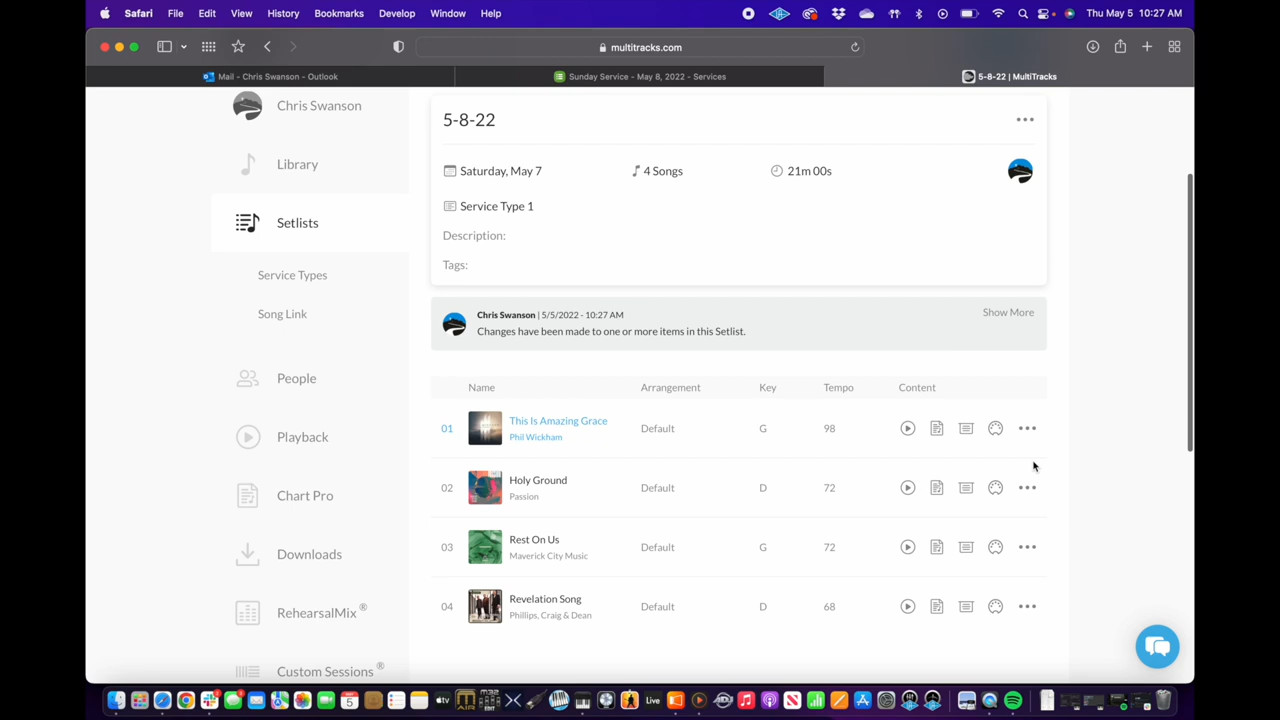 Safari File Edit View History Bookmarks Develop Window Help Thu May 5 10:27 AM
multitracks.com
Mail - Chris Swanson - Outlook Sunday Service - May 8, 2022 - Services 5-8-22 | MultiTracks
Chris Swanson
Library
Setlists
Service Types
Song Link
People
Playback
Chart Pro
Downloads
RehearsalMix®
Custom Sessions®
5-8-22
Saturday, May 7 4 Songs 21m 00s
Service Type 1
Description:
Tags:
Chris Swanson | 5/5/2022 - 10:27 AM Show More
Changes have been made to one or more items in this Setlist.
Name Arrangement Key Tempo Content
01 This Is Amazing Grace Default G 98
Phil Wickham
02 Holy Ground Default D 72
Passion
03 Rest On Us Default G 72
Maverick City Music
04 Revelation Song Default D 68
Phillips, Craig & Dean
Live